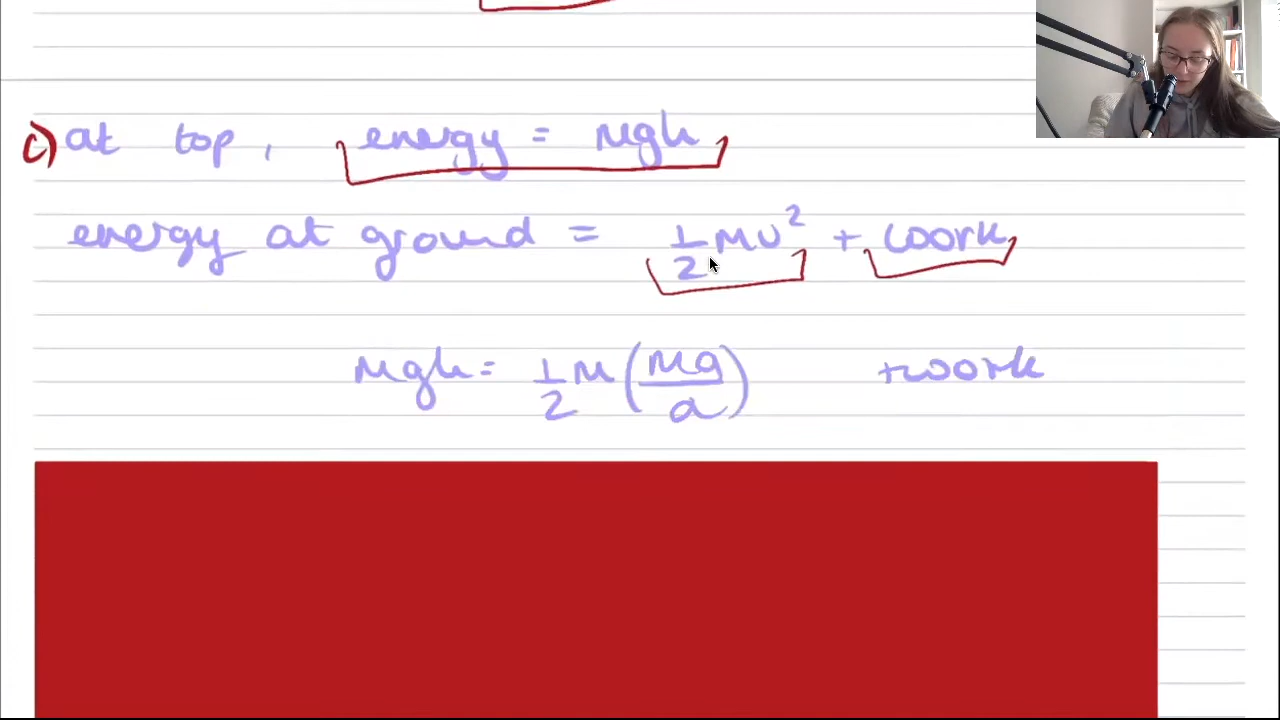 c) at top, energy = Mgh
energy at ground = 1/2 Mv² + work
Mgh = 1/2 M (Mg/a) + work